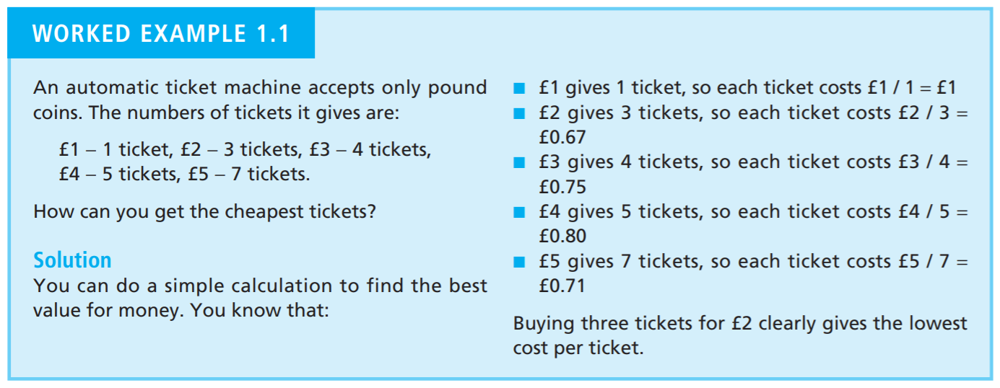 WORKED EXAMPLE 1.1
An automatic ticket machine accepts only pound
coins. The numbers of tickets it gives are:
£1 – 1 ticket, £2 – 3 tickets, £3 – 4 tickets,
£4 – 5 tickets, £5 – 7 tickets.
How can you get the cheapest tickets?
Solution
You can do a simple calculation to find the best
value for money. You know that:
■ £1 gives 1 ticket, so each ticket costs £1 / 1 = £1
■ £2 gives 3 tickets, so each ticket costs £2 / 3 =
£0.67
■ £3 gives 4 tickets, so each ticket costs £3 / 4 =
£0.75
■ £4 gives 5 tickets, so each ticket costs £4 / 5 =
£0.80
■ £5 gives 7 tickets, so each ticket costs £5 / 7 =
£0.71
Buying three tickets for £2 clearly gives the lowest
cost per ticket.